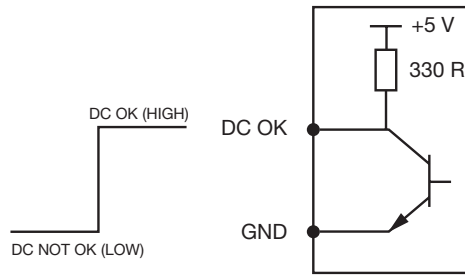 +5 V
330 R
DC OK (HIGH)
DC OK
GND
DC NOT OK (LOW)